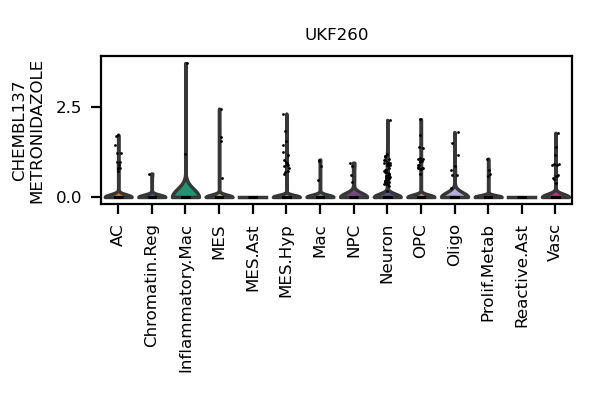 UKF260
CHEMBL137
METRONIDAZOLE
2.5
0.0
AC
Chromatin.Reg
Inflammatory.Mac
MES
MES.Ast
MES.Hyp
Mac
NPC
Neuron
OPC
Oligo
Prolif.Metab
Reactive.Ast
Vasc